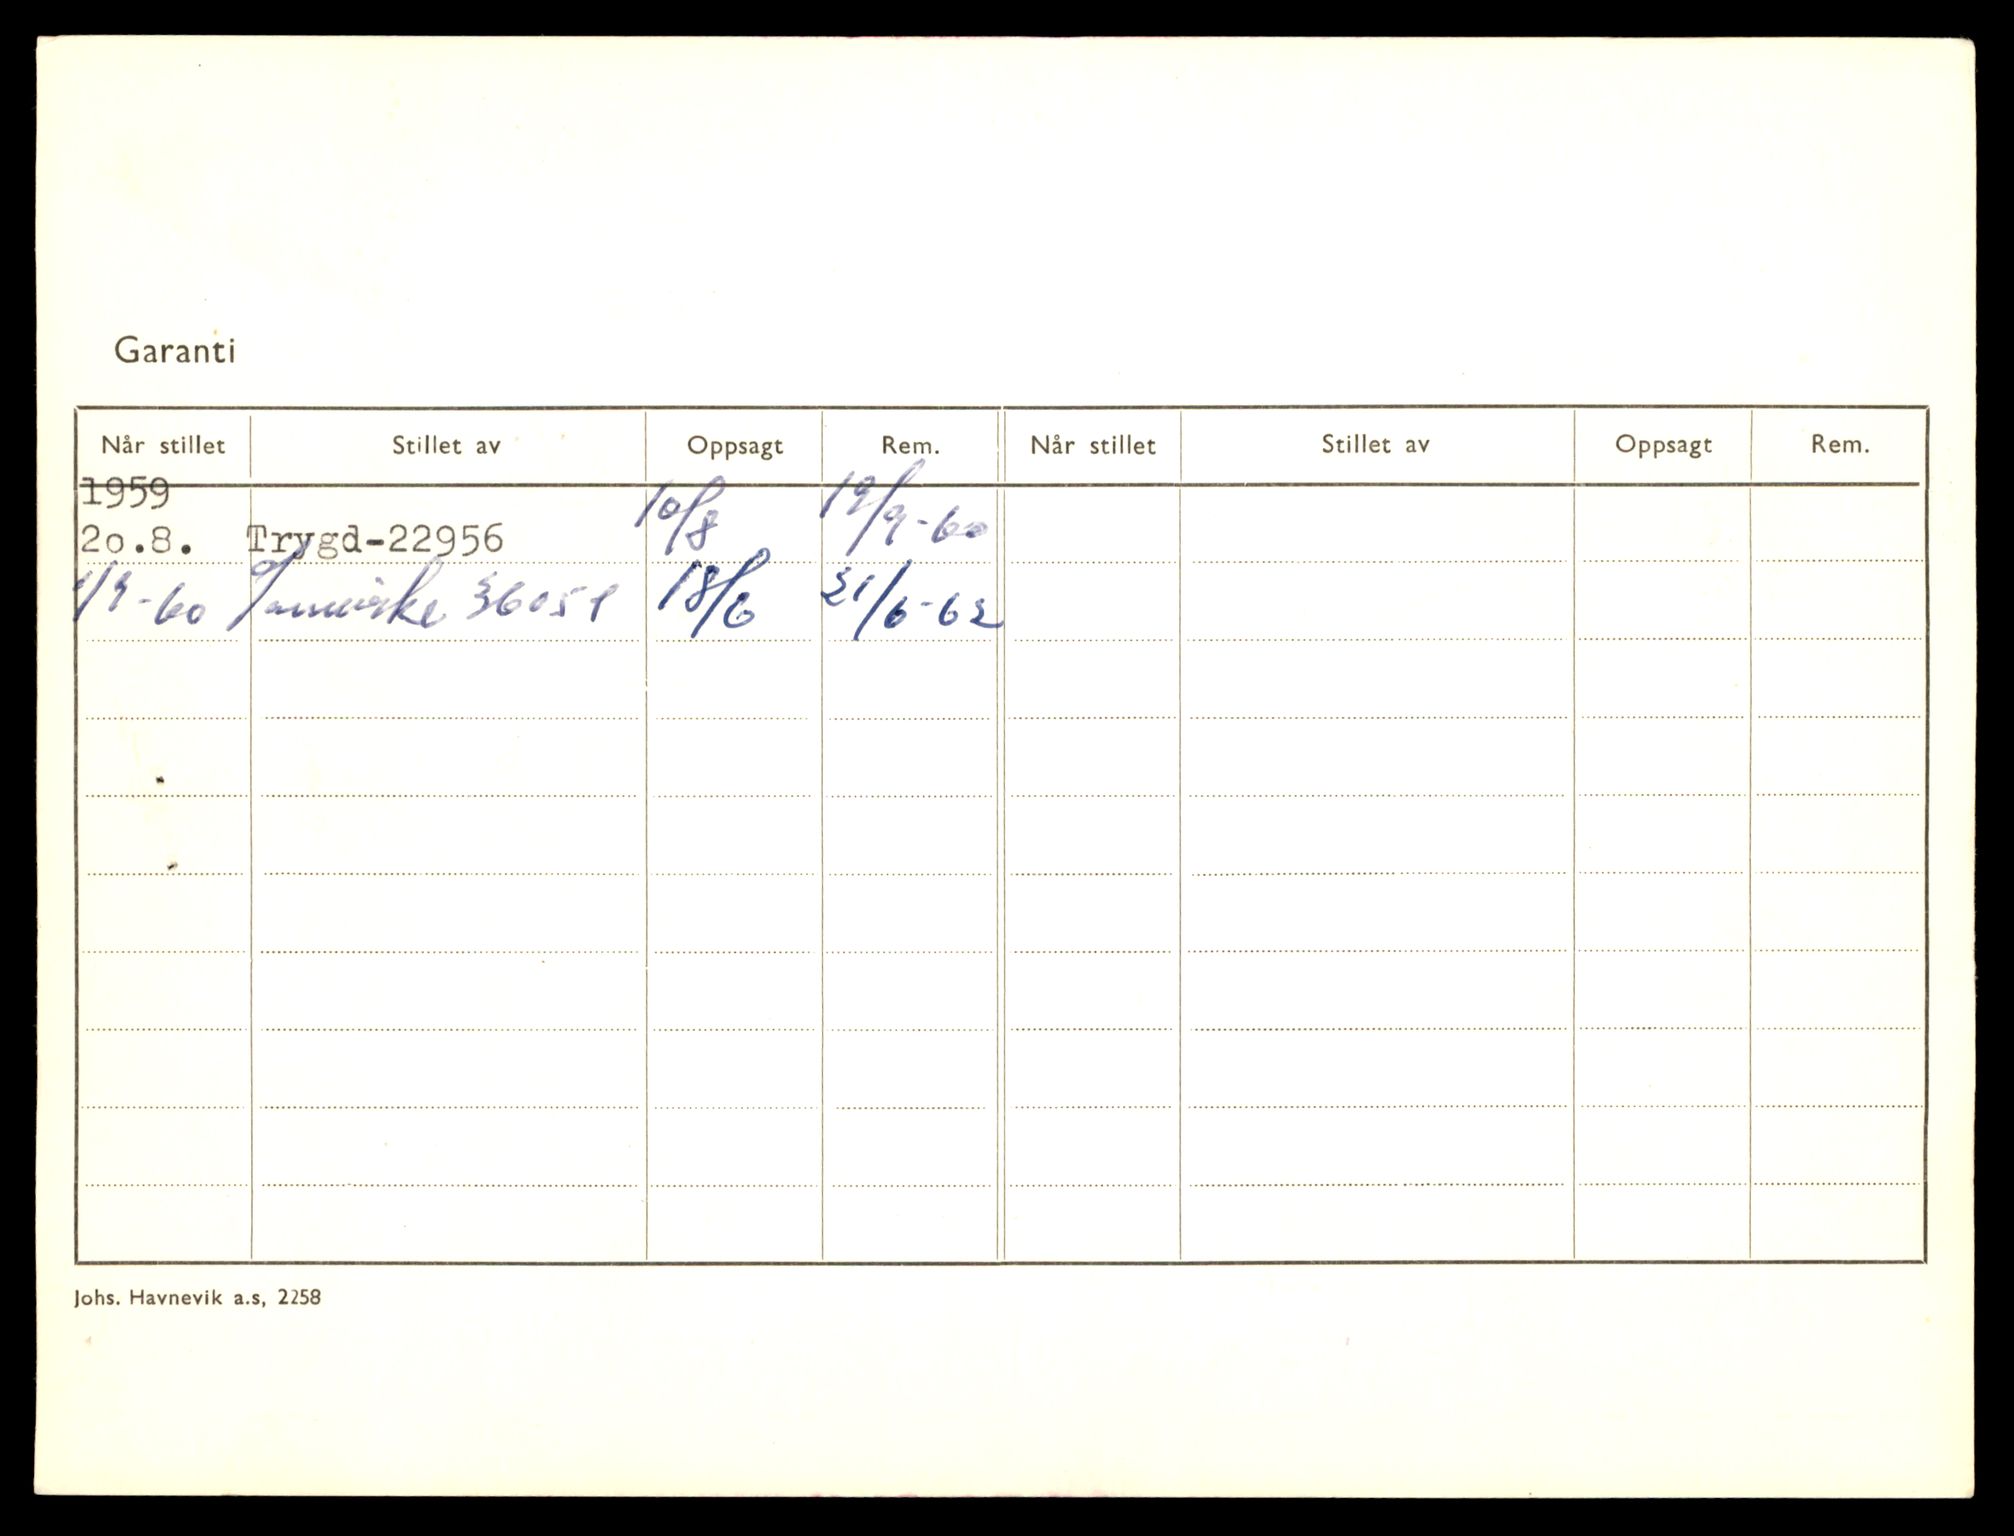 Garanti
Når stillet Stillet av Oppsagt Rem. Når stillet Stillet av Oppsagt Rem.
1959
2o.8. Trygd-22956 10/8 19/9-60
1/9-60 36051 18/6 21/6-62
Johs. Havnevik a.s, 2258